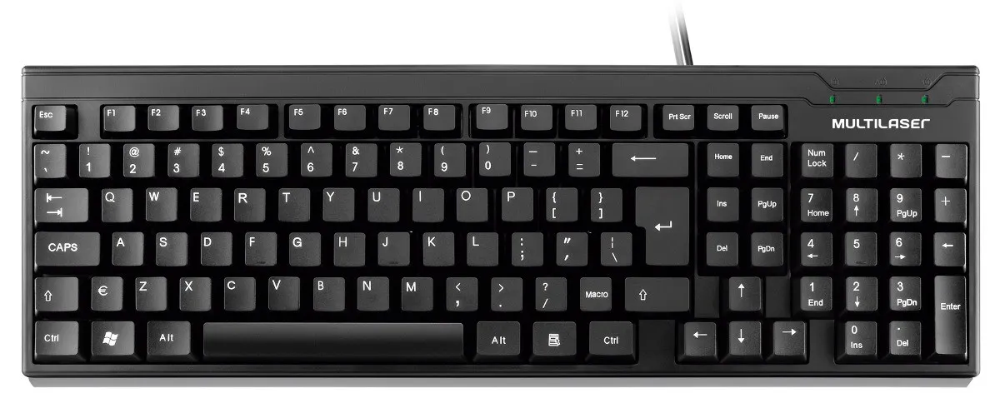 MULTILASER
Esc F1 F2 F3 F4 F5 F6 F7 F8 F9 F10 F11 F12 Prt Scr Scroll Pause
~ ! @ # $ % ^ & * ( ) — +
` 1 2 3 4 5 6 7 8 9 0 - = ← Home End Num Lock / * −
Q W E R T Y U I O P { }
[ ] Ins PgUp 7 Home 8 ↑ 9 PgUp +
CAPS A S D F G H J K L : " ¦
; , \ Del PgDn 4 ← 5 6 → ←
⇧ € Z X C V B N M < > ?
, . / Macro ⇧ ↑ 1 End 2 ↓ 3 PgDn Enter
Ctrl Alt Alt Ctrl ← ↓ → 0 Ins . Del